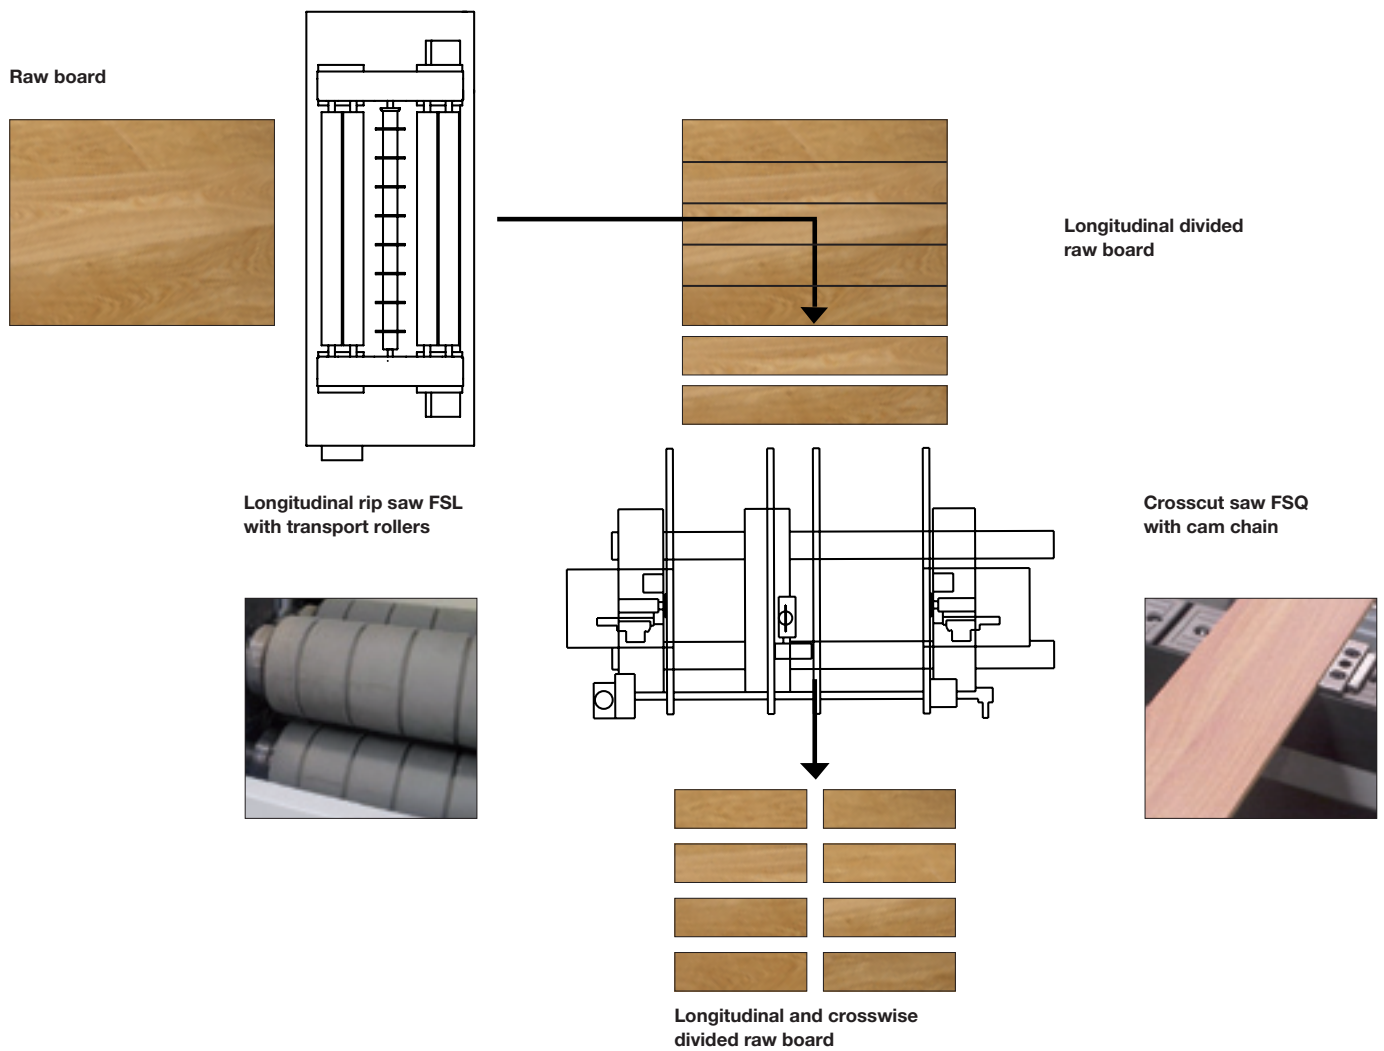 Raw board
Longitudinal divided
raw board
Longitudinal rip saw FSL
with transport rollers
Crosscut saw FSQ
with cam chain
Longitudinal and crosswise
divided raw board